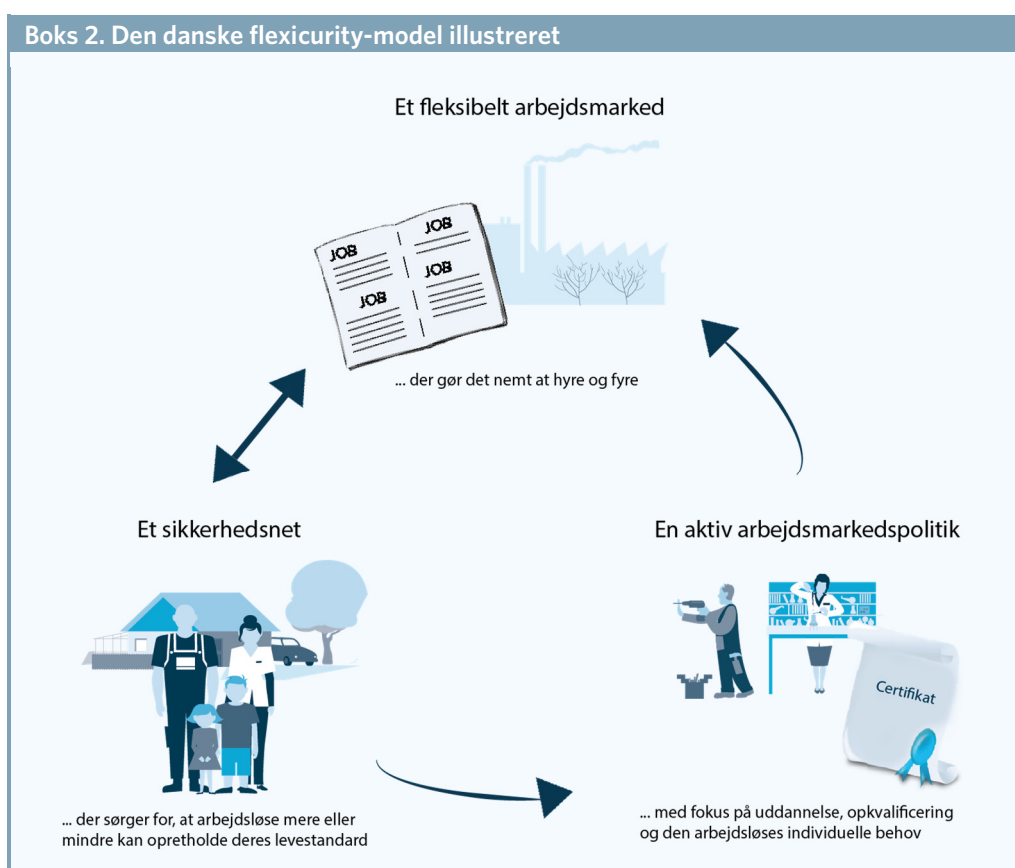 Boks 2. Den danske flexicurity-model illustreret
Et fleksibelt arbejdsmarked
JOB
JOB
JOB
JOB
... der gør det nemt at hyre og fyre
Et sikkerhedsnet
En aktiv arbejdsmarkedspolitik
Certifikat
... der sørger for, at arbejdsløse mere eller
mindre kan opretholde deres levestandard
... med fokus på uddannelse, opkvalificering
og den arbejdsløses individuelle behov